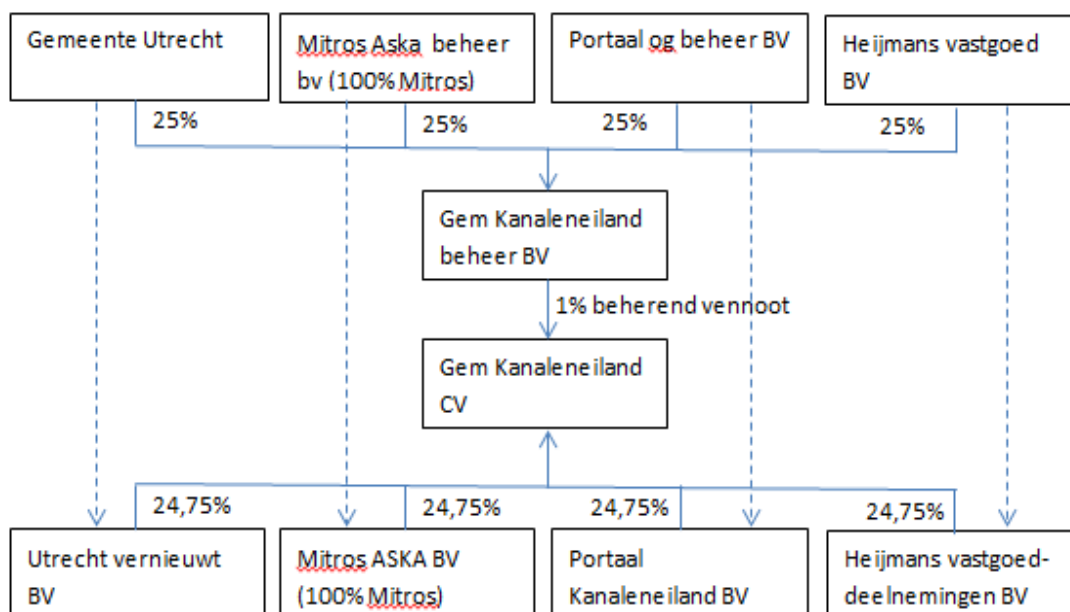 Gemeente Utrecht
Mitros Aska beheer
bv (100% Mitros)
Portaal og beheer BV
Heijmans vastgoed
BV
25%
25%
25%
25%
Gem Kanaleneiland
beheer BV
1% beherend vennoot
Gem Kanaleneiland
CV
24,75%
24,75%
24,75%
24,75%
Utrecht vernieuwt
BV
Mitros ASKA BV
(100% Mitros)
Portaal
Kanaleneiland BV
Heijmans vastgoed-
deelnemingen BV